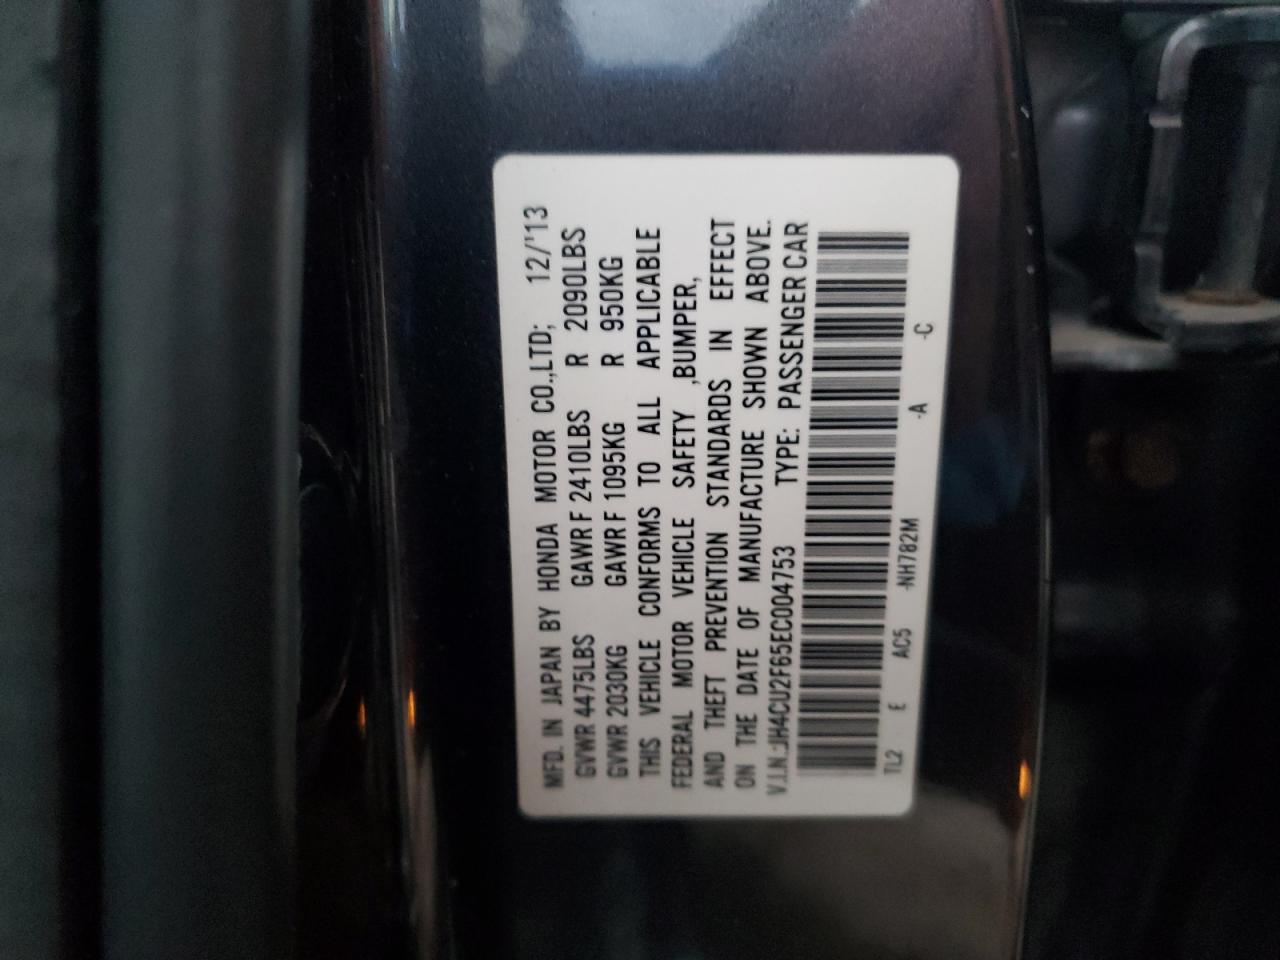 MFD. IN JAPAN BY HONDA MOTOR CO.,LTD; 12/'13
GVWR 4475LBS GAWR F 2410LBS R 2090LBS
GVWR 2030KG GAWR F 1095KG R 950KG
THIS VEHICLE CONFORMS TO ALL APPLICABLE
FEDERAL MOTOR VEHICLE SAFETY ,BUMPER,
AND THEFT PREVENTION STANDARDS IN EFFECT
ON THE DATE OF MANUFACTURE SHOWN ABOVE.
V.I.N.:JH4CU2F65EC004753 TYPE: PASSENGER CAR
TL2 E AC5 -NH782M -A -C